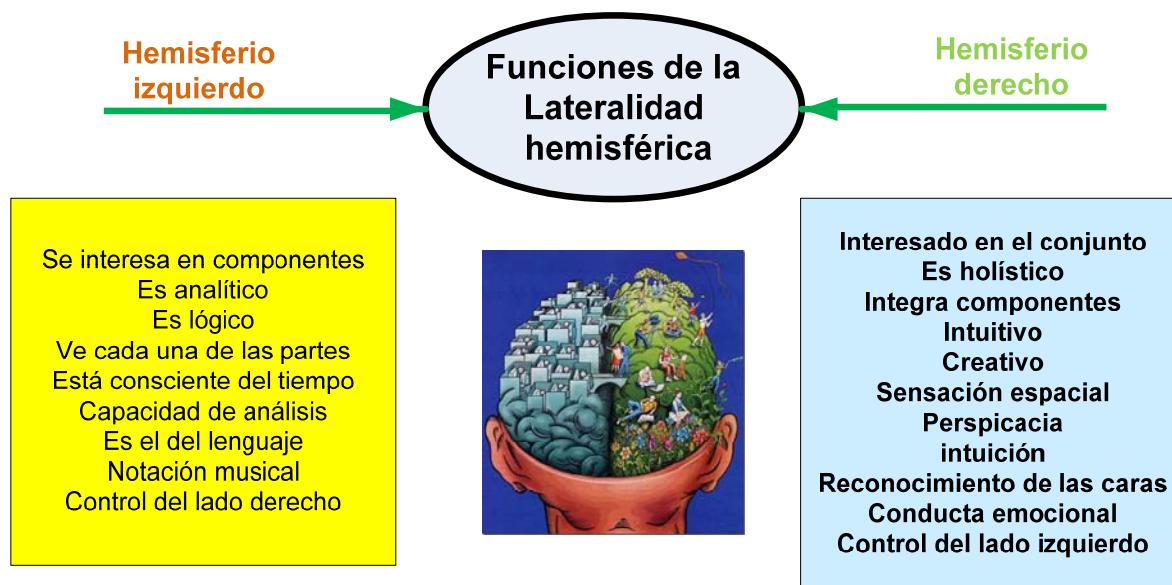 Hemisferio
izquierdo
Funciones de la
Lateralidad
hemisférica
Hemisferio
derecho
Se interesa en componentes
Es analítico
Es lógico
Ve cada una de las partes
Está consciente del tiempo
Capacidad de análisis
Es el del lenguaje
Notación musical
Control del lado derecho
Interesado en el conjunto
Es holístico
Integra componentes
Intuitivo
Creativo
Sensación espacial
Perspicacia
intuición
Reconocimiento de las caras
Conducta emocional
Control del lado izquierdo